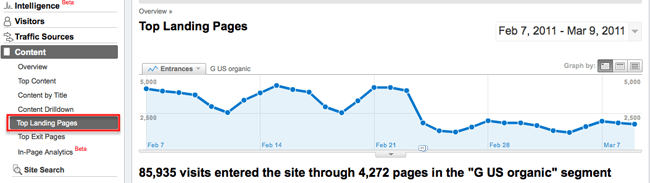 Intelligence Beta
Visitors
Traffic Sources
Content
Overview
Top Content
Content by Title
Content Drilldown
Top Landing Pages
Top Exit Pages
In-Page Analytics Beta
Site Search
Overview »
Top Landing Pages
Feb 7, 2011 - Mar 9, 2011
Entrances
G US organic
Graph by:
5,000
5,000
2,500
2,500
Feb 7
Feb 14
Feb 21
Feb 28
March 7
85,935 visits entered the site through 4,272 pages in the "G US organic" segment